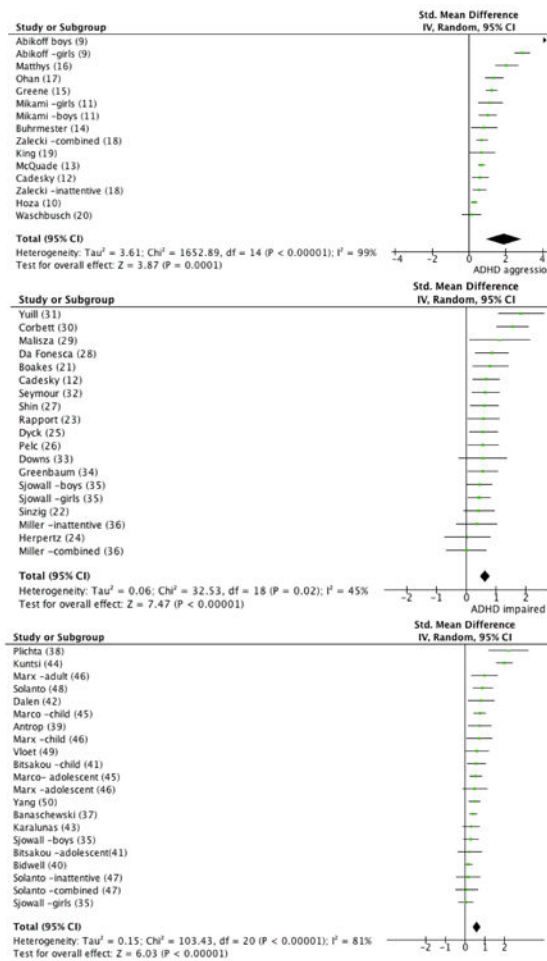 Std. Mean Difference
Study or Subgroup IV, Random, 95% CI
Abikoff boys (9)
Abikoff -girls (9)
Matthys (16)
Ohan (17)
Greene (15)
Mikami -girls (11)
Mikami -boys (11)
Buhrmester (14)
Zalecki -combined (18)
King (19)
McQuade (13)
Cadesky (12)
Zalecki -inattentive (18)
Hoza (10)
Waschbusch (20)
Total (95% CI)
Heterogeneity: Tau² = 3.61; Chi² = 1652.89, df = 14 (P < 0.00001); I² = 99%
Test for overall effect: Z = 3.87 (P = 0.0001)
-4 -2 0 2 4
ADHD aggression
Std. Mean Difference
Study or Subgroup IV, Random, 95% CI
Yuill (31)
Corbett (30)
Malisza (29)
Da Fonesca (28)
Boakes (21)
Cadesky (12)
Seymour (32)
Shin (27)
Rapport (23)
Dyck (25)
Pelc (26)
Downs (33)
Greenbaum (34)
Sjowall -boys (35)
Sjowall -girls (35)
Sinzig (22)
Miller -inattentive (36)
Herpertz (24)
Miller -combined (36)
Total (95% CI)
Heterogeneity: Tau² = 0.06; Chi² = 32.53, df = 18 (P = 0.02); I² = 45%
Test for overall effect: Z = 7.47 (P < 0.00001)
-2 -1 0 1 2
ADHD impaired
Std. Mean Difference
Study or Subgroup IV, Random, 95% CI
Plichta (38)
Kuntsi (44)
Marx -adult (46)
Solanto (48)
Dalen (42)
Marco -child (45)
Antrop (39)
Marx -child (46)
Vloet (49)
Bitsakou -child (41)
Marco- adolescent (45)
Marx -adolescent (46)
Yang (50)
Banaschewski (37)
Karalunas (43)
Sjowall -boys (35)
Bitsakou -adolescent(41)
Bidwell (40)
Solanto -inattentive (47)
Solanto -combined (47)
Sjowall -girls (35)
Total (95% CI)
Heterogeneity: Tau² = 0.15; Chi² = 103.43, df = 20 (P < 0.00001); I² = 81%
Test for overall effect: Z = 6.03 (P < 0.00001)
-2 -1 0 1 2